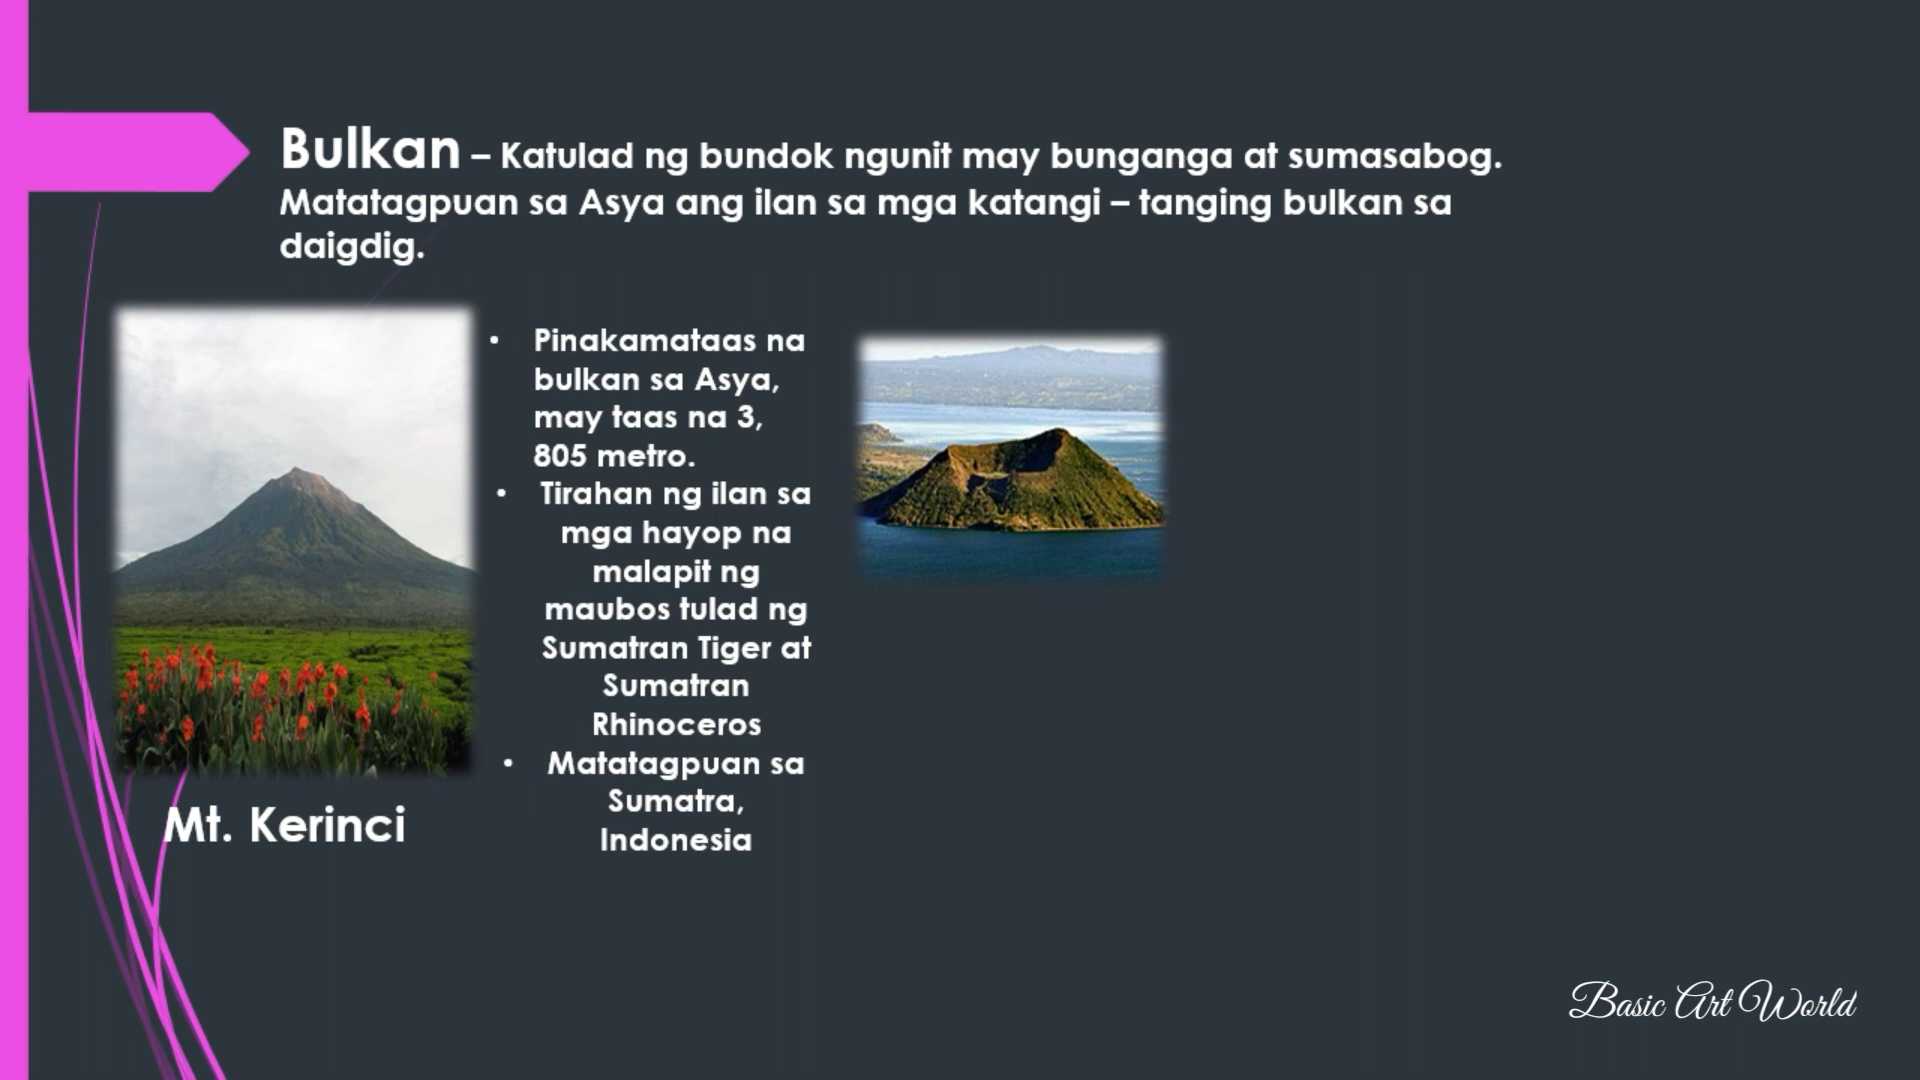 Bulkan – Katulad ng bundok ngunit may bunganga at sumasabog.
Matatagpuan sa Asya ang ilan sa mga katangi – tanging bulkan sa
daigdig.
• Pinakamataas na
bulkan sa Asya,
may taas na 3,
805 metro.
• Tirahan ng ilan sa
mga hayop na
malapit ng
maubos tulad ng
Sumatran Tiger at
Sumatran
Rhinoceros
• Matatagpuan sa
Sumatra,
Indonesia
Mt. Kerinci
Basic Art World